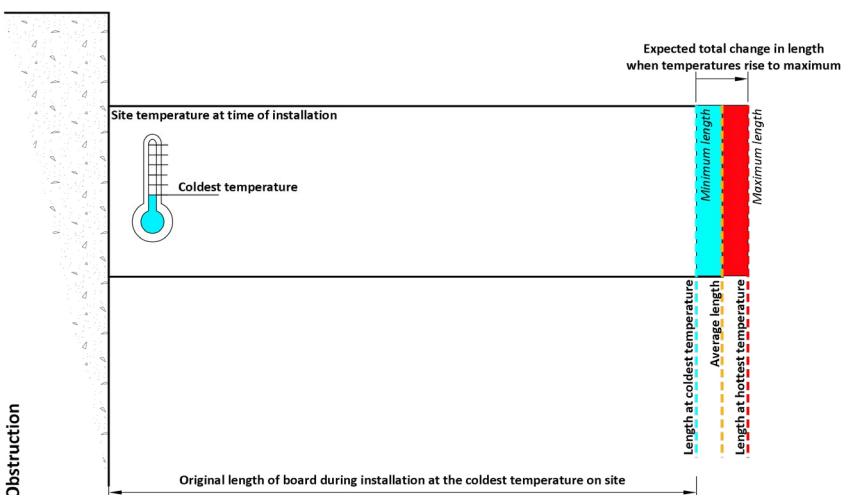 Expected total change in length
when temperatures rise to maximum
Site temperature at time of installation
Coldest temperature
Minimum length
Maximum length
Length at coldest temperature
Average length
Length at hottest temperature
Obstruction
Original length of board during installation at the coldest temperature on site